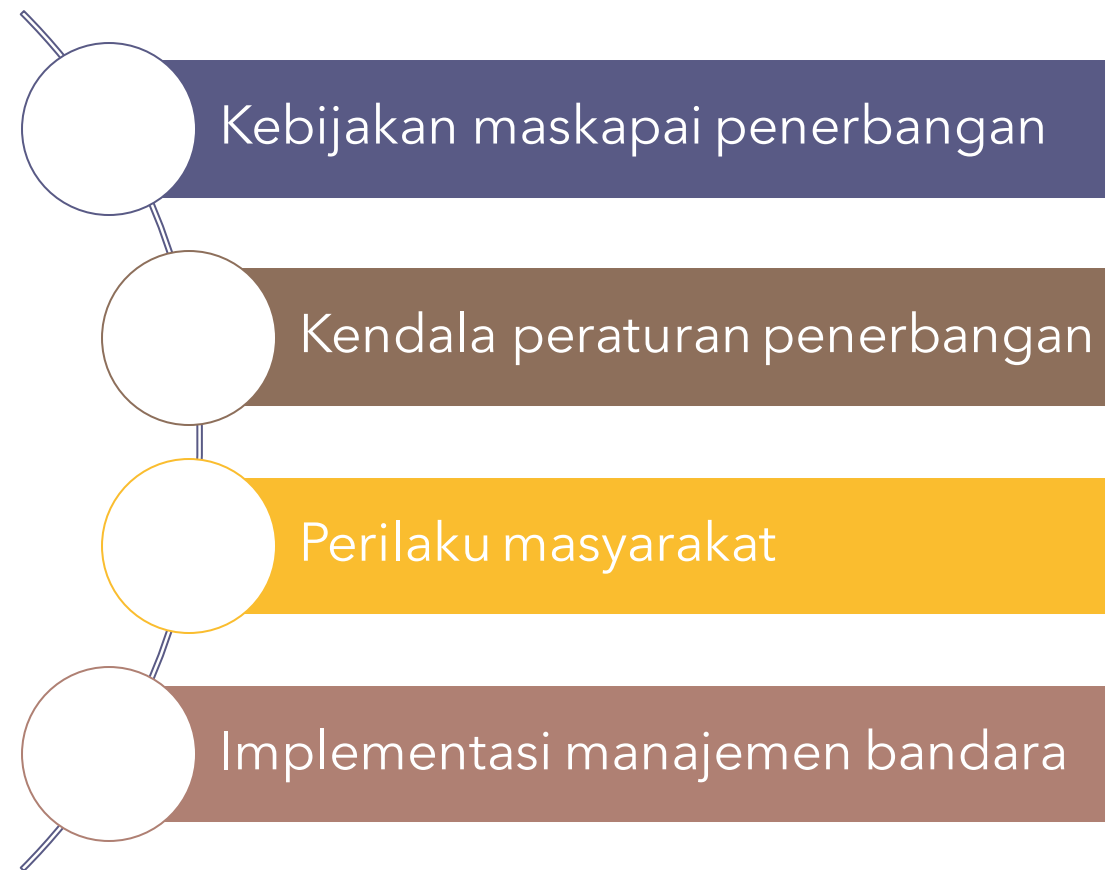 Kebijakan maskapai penerbangan
Kendala peraturan penerbangan
Perilaku masyarakat
Implementasi manajemen bandara